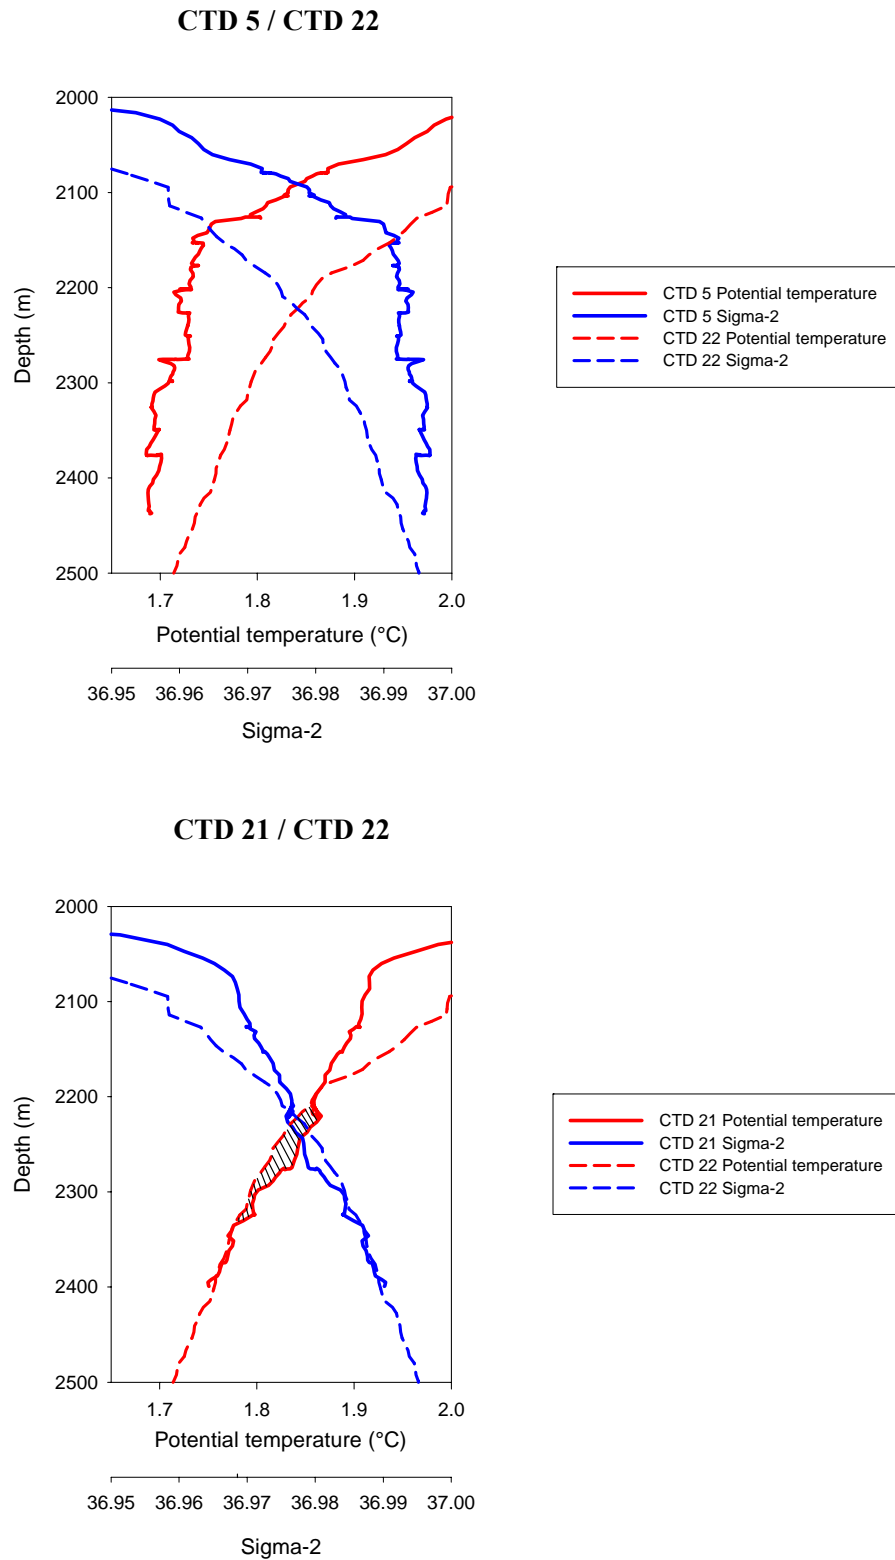 CTD 5 / CTD 22
2000
2100
2200
2300
2400
2500
Depth (m)
1.7 1.8 1.9 2.0
Potential temperature (°C)
36.95 36.96 36.97 36.98 36.99 37.00
Sigma-2
CTD 5 Potential temperature
CTD 5 Sigma-2
CTD 22 Potential temperature
CTD 22 Sigma-2
CTD 21 / CTD 22
2000
2100
2200
2300
2400
2500
Depth (m)
1.7 1.8 1.9 2.0
Potential temperature (°C)
36.95 36.96 36.97 36.98 36.99 37.00
Sigma-2
CTD 21 Potential temperature
CTD 21 Sigma-2
CTD 22 Potential temperature
CTD 22 Sigma-2